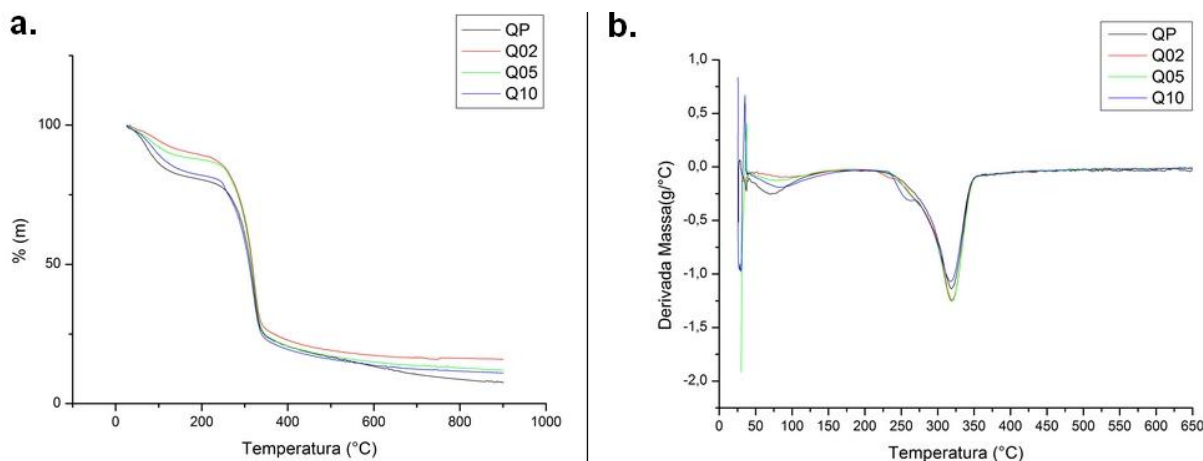 a.
QP
Q02
Q05
Q10
100
50
0
% (m)
0 200 400 600 800 1000
Temperatura (°C)
b.
QP
Q02
Q05
Q10
1,0
0,5
0,0
-0,5
-1,0
-1,5
-2,0
Derivada Massa(g/°C)
0 50 100 150 200 250 300 350 400 450 500 550 600 650
Temperatura (°C)